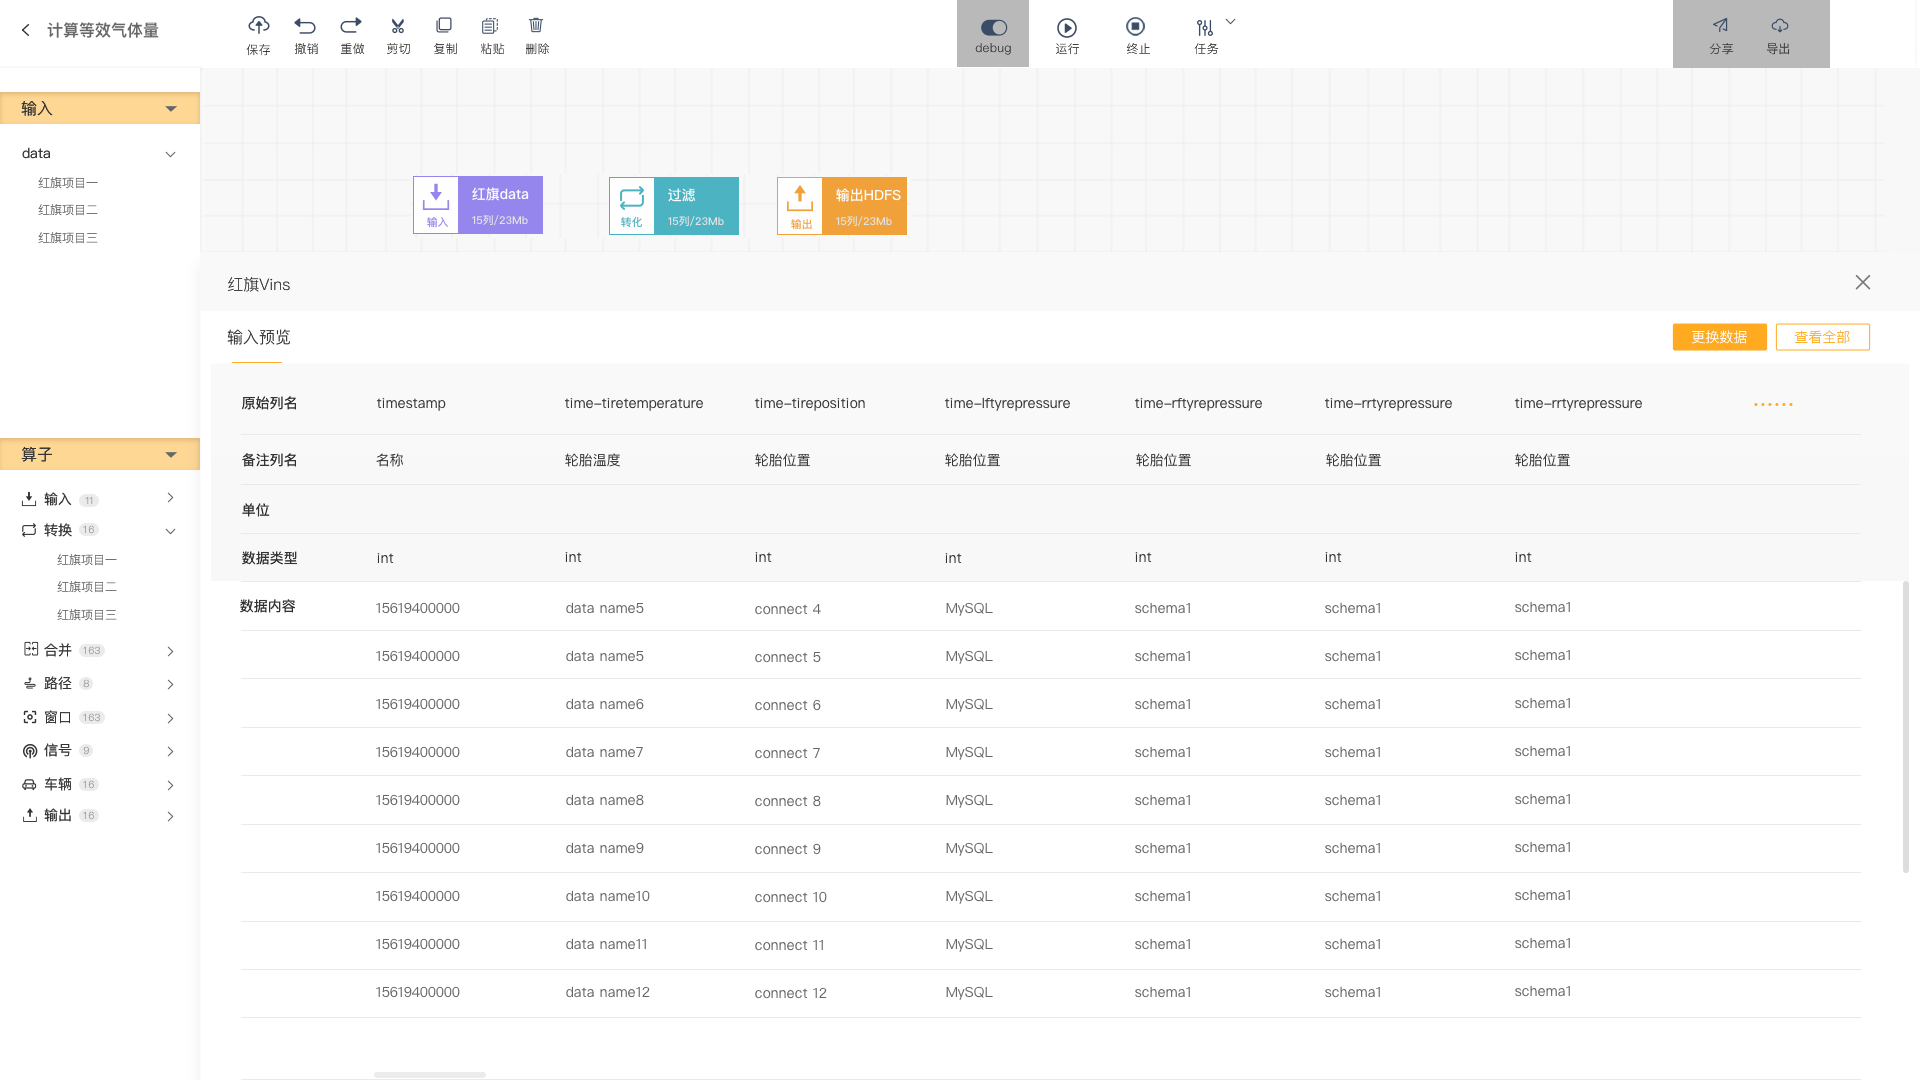 计算等效气体量
保存 撤销 重做 剪切 复制 粘贴 删除
debug 运行 终止 任务
分享 导出
输入
data
红旗项目一
红旗项目二
红旗项目三
算子
输入 11
转换 16
红旗项目一
红旗项目二
红旗项目三
合并 163
路径 8
窗口 163
信号 9
车辆 16
输出 16
输入 红旗data 15列/23Mb
转化 过滤 15列/23Mb
输出 输出HDFS 15列/23Mb
红旗Vins
输入预览
更换数据 查看全部
原始列名 timestamp time-tiretemperature time-tireposition time-lftyrepressure time-rftyrepressure time-rrtyrepressure time-rrtyrepressure ······
备注列名 名称 轮胎温度 轮胎位置 轮胎位置 轮胎位置 轮胎位置 轮胎位置
单位
数据类型 int int int int int int int
数据内容 15619400000 data name5 connect 4 MySQL schema1 schema1 schema1
15619400000 data name5 connect 5 MySQL schema1 schema1 schema1
15619400000 data name6 connect 6 MySQL schema1 schema1 schema1
15619400000 data name7 connect 7 MySQL schema1 schema1 schema1
15619400000 data name8 connect 8 MySQL schema1 schema1 schema1
15619400000 data name9 connect 9 MySQL schema1 schema1 schema1
15619400000 data name10 connect 10 MySQL schema1 schema1 schema1
15619400000 data name11 connect 11 MySQL schema1 schema1 schema1
15619400000 data name12 connect 12 MySQL schema1 schema1 schema1